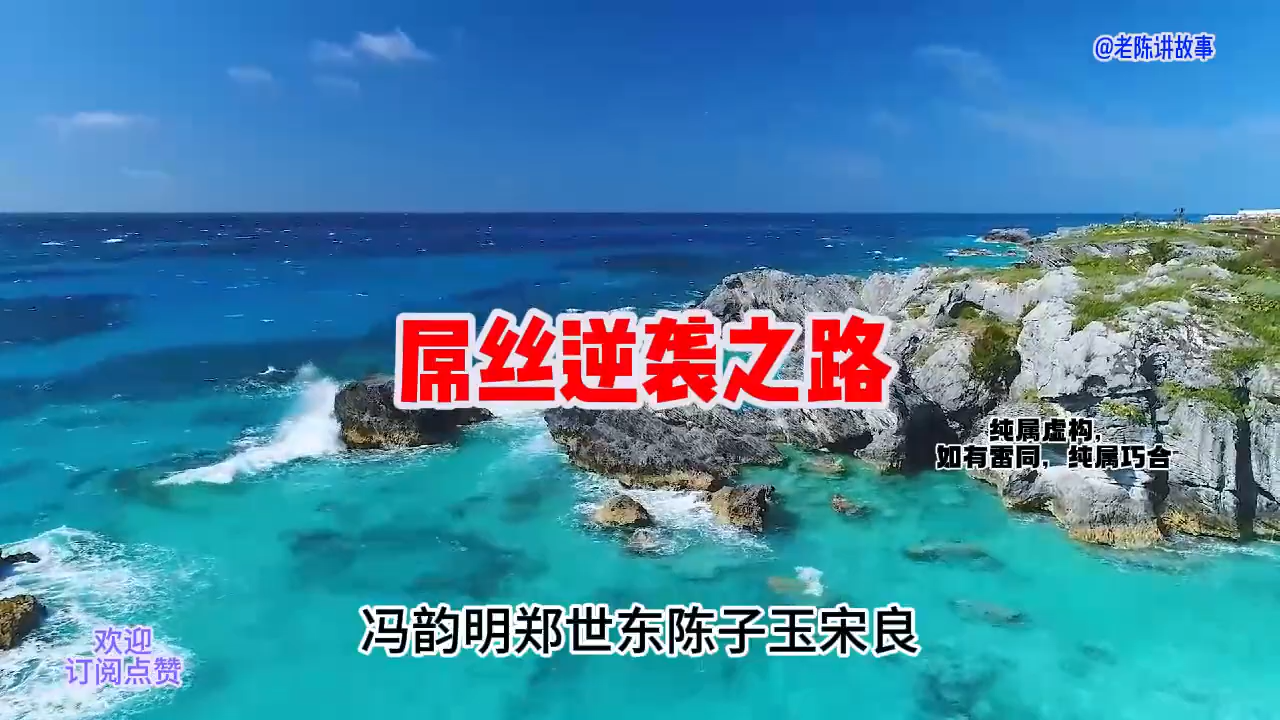 @老陈讲故事
屌丝逆袭之路
纯属虚构，
如有雷同，纯属巧合
冯韵明郑世东陈子玉宋良
欢迎
订阅点赞